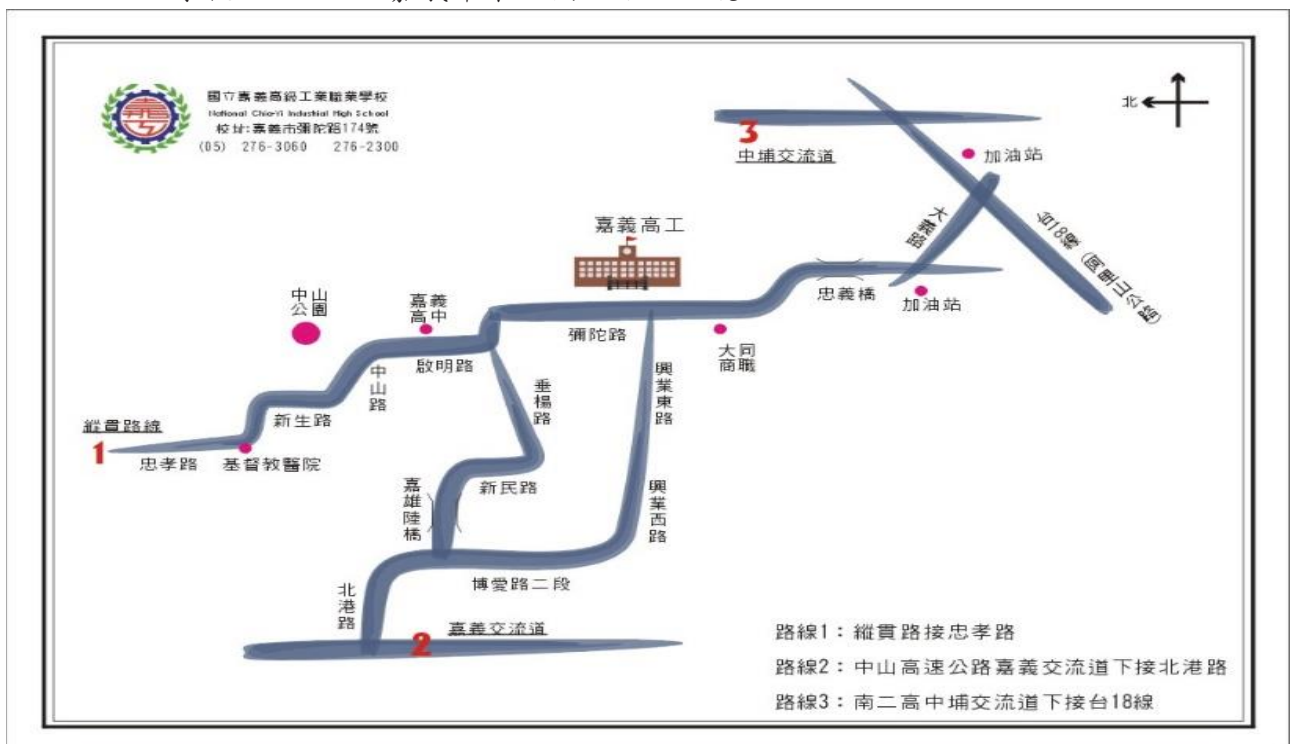 國立嘉義高級工業職業學校
National Chia-Yi Industrial High School
校址:嘉義市彌陀路174號
(05) 276-3060 276-2300
北
3
中埔交流道
加油站
大義路
台18線(阿里山公路)
嘉義高工
忠義橋
加油站
中山公園
嘉義高中
彌陀路
大同商職
啟明路
中山路
垂楊路
興業東路
新生路
縱貫路線
1
忠孝路
基督教醫院
新民路
嘉雄陸橋
興業西路
博愛路二段
北港路
2
嘉義交流道
路線1：縱貫路接忠孝路
路線2：中山高速公路嘉義交流道下接北港路
路線3：南二高中埔交流道下接台18線